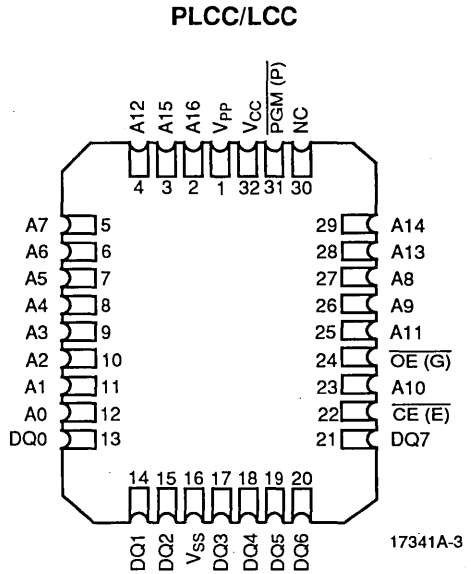 PLCC/LCC
A12 A15 A16 VPP VCC PGM (P) NC
4 3 2 1 32 31 30
A7 5 29 A14
A6 6 28 A13
A5 7 27 A8
A4 8 26 A9
A3 9 25 A11
A2 10 24 OE (G)
A1 11 23 A10
A0 12 22 CE (E)
DQ0 13 21 DQ7
14 15 16 17 18 19 20
DQ1 DQ2 VSS DQ3 DQ4 DQ5 DQ6
17341A-3